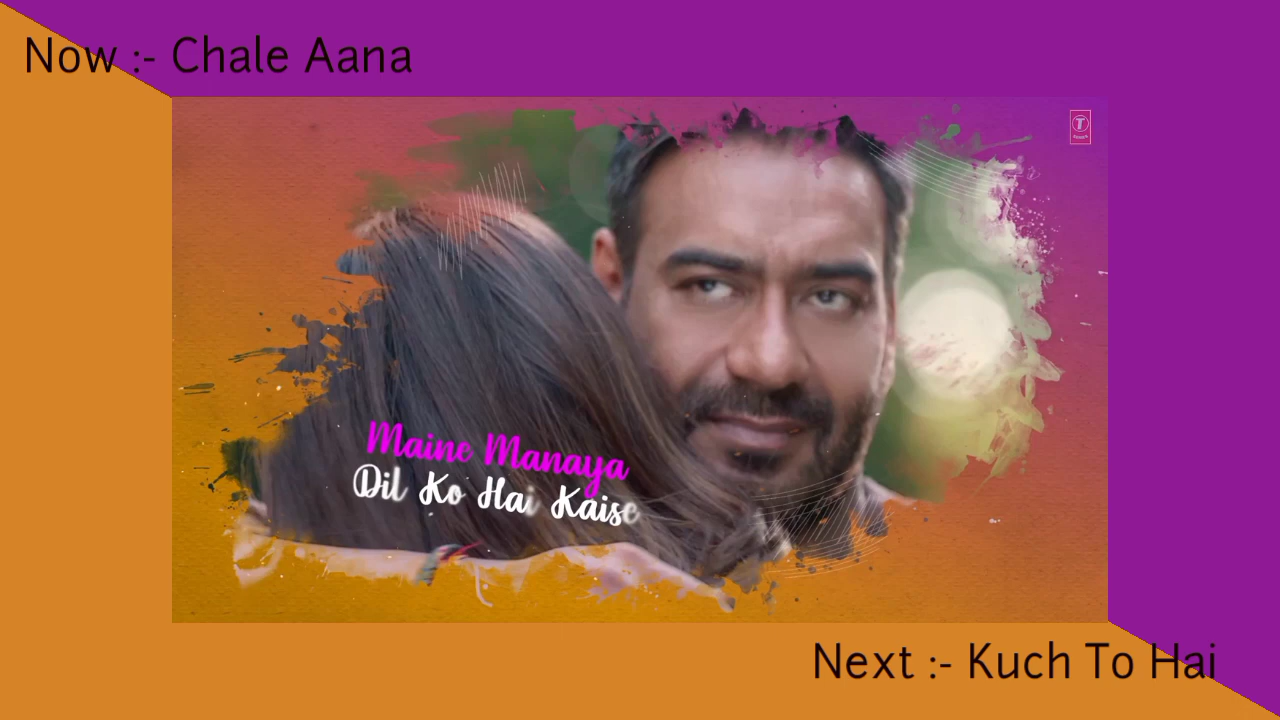 Now :- Chale Aana
Maine Manaya
Dil Ko Hai Kaise
Next :- Kuch To Hai